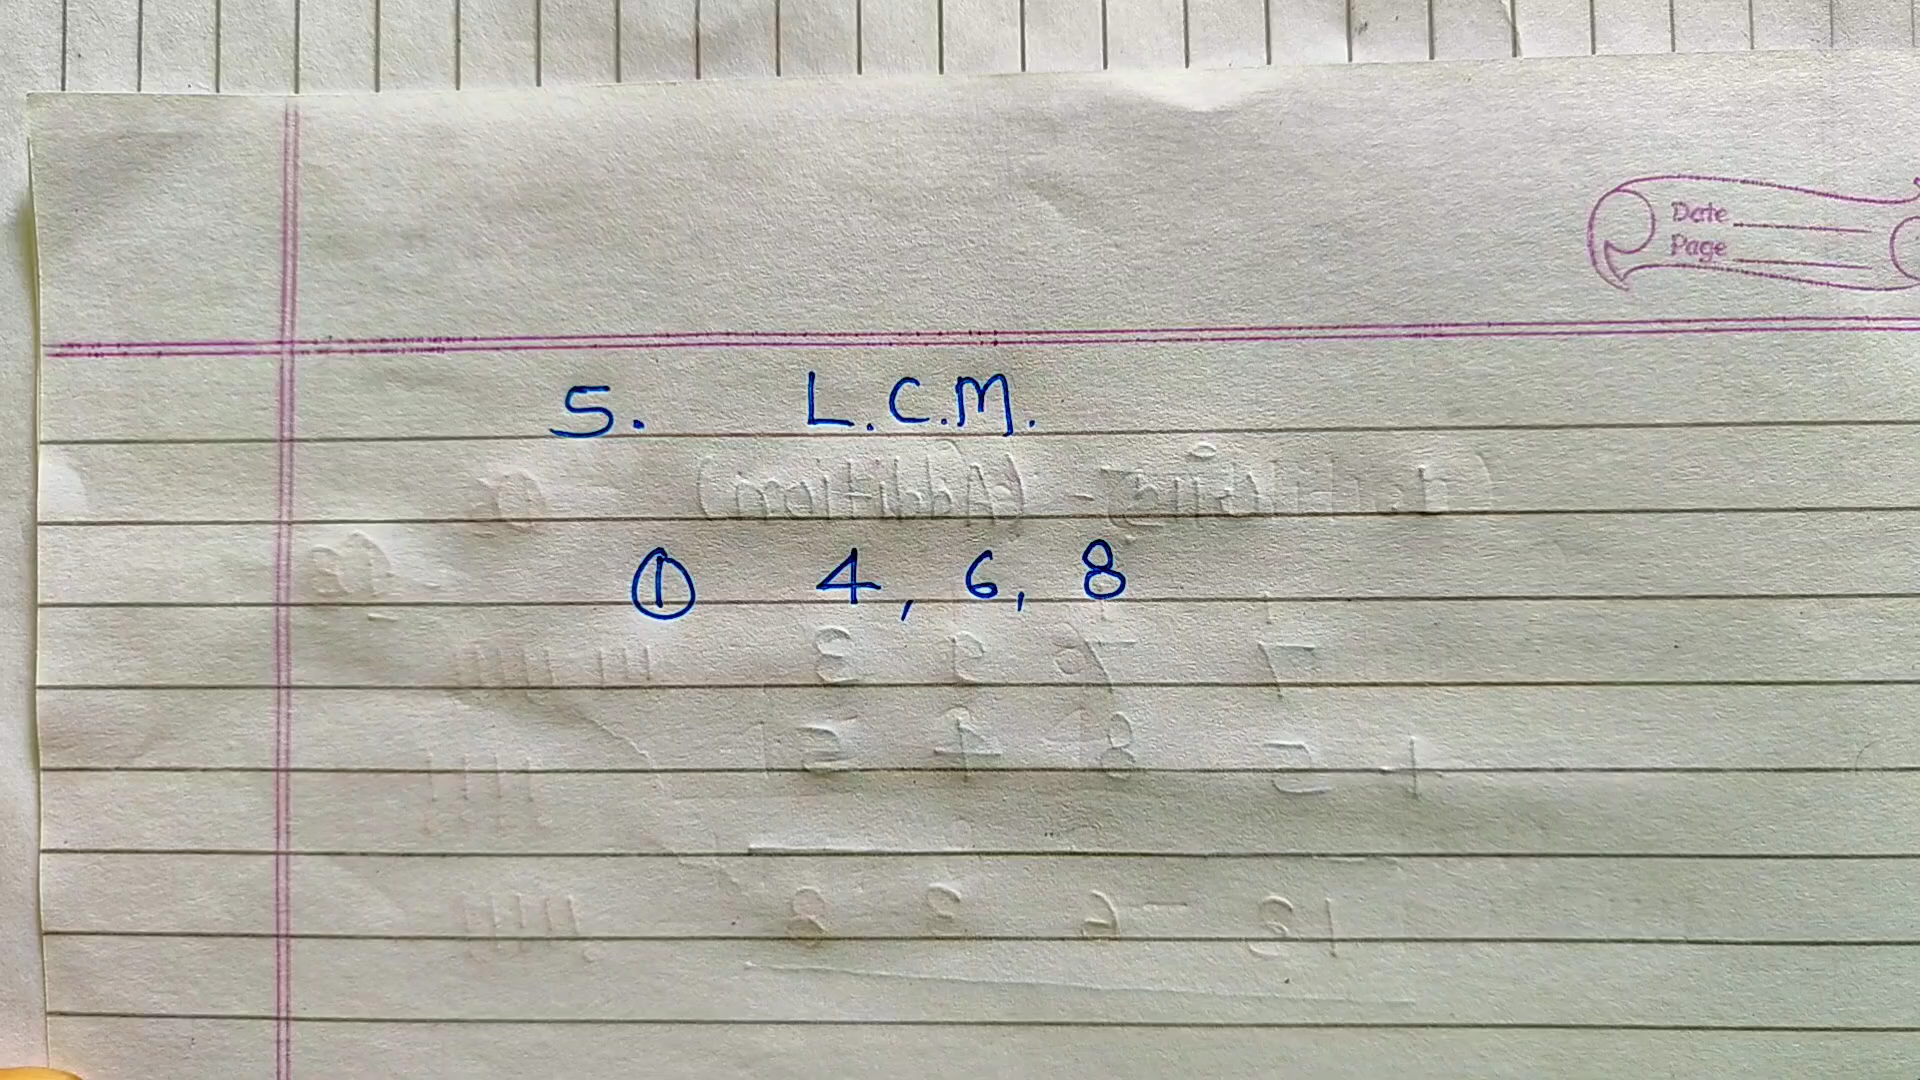 Date
Page
5. L.C.M.
① 4, 6, 8